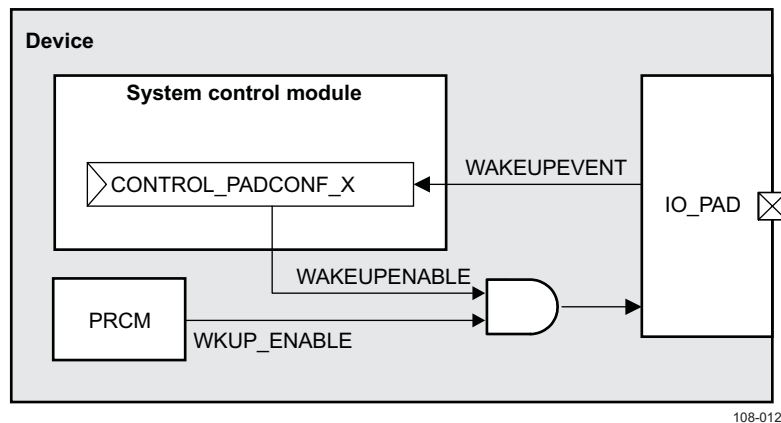 Device
System control module
WAKEUPEVENT
CONTROL_PADCONF_X
IO_PAD
WAKEUPENABLE
PRCM
WKUP_ENABLE
108-012